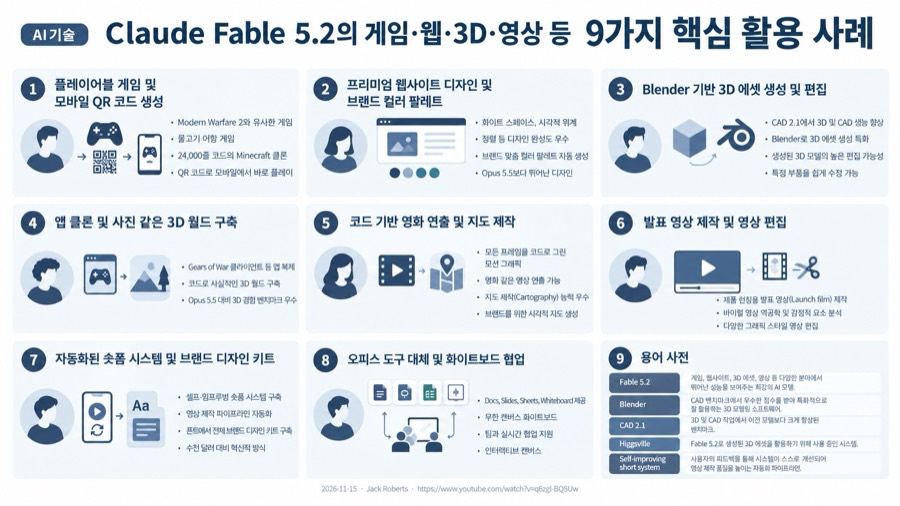 AI 기술
Claude Fable 5.2의 게임·웹·3D·영상 등 9가지 핵심 활용 사례
1
플레이어블 게임 및
모바일 QR 코드 생성
• Modern Warfare 2와 유사한 게임
• 물고기 어항 게임
• 24,000줄 코드의 Minecraft 클론
• QR 코드로 모바일에서 바로 플레이
2
프리미엄 웹사이트 디자인 및
브랜드 컬러 팔레트
• 화이트 스페이스, 시각적 위계
• 정렬 등 디자인 완성도 우수
• 브랜드 맞춤 컬러 팔레트 자동 생성
• Opus 5.5보다 뛰어난 디자인
3
Blender 기반 3D 에셋 생성 및 편집
• CAD 2.1에서 3D 및 CAD 성능 향상
• Blender로 3D 에셋 생성 특화
• 생성된 3D 모델의 높은 편집 가능성
• 특정 부품을 쉽게 수정 가능
4
앱 클론 및 사진 같은 3D 월드 구축
• Gears of War 클라이언트 등 앱 복제
• 코드로 사실적인 3D 월드 구축
• Opus 5.5 대비 3D 경험 벤치마크 우수
5
코드 기반 영화 연출 및 지도 제작
• 모든 프레임을 코드로 그린
모션 그래픽
• 영화 같은 영상 연출 가능
• 지도 제작(Cartography) 능력 우수
• 브랜드를 위한 시각적 지도 생성
6
발표 영상 제작 및 영상 편집
• 제품 런칭용 발표 영상(Launch film) 제작
• 바이럴 영상 역공학 및 감정적 요소 분석
• 다양한 그래픽 스타일 영상 편집
7
자동화된 숏폼 시스템 및 브랜드 디자인 키트
Aa
• 셀프-임프루빙 숏폼 시스템 구축
• 영상 제작 파이프라인 자동화
• 폰트에서 전체 브랜드 디자인 키트 구축
• 수천 달러 대비 혁신적 방식
8
오피스 도구 대체 및 화이트보드 협업
• Docs, Slides, Sheets, Whiteboard 제공
• 무한 캔버스 화이트보드
• 팀과 실시간 협업 지원
• 인터랙티브 캔버스
9
용어 사전
Fable 5.2
게임, 웹사이트, 3D 에셋, 영상 등 다양한 분야에서
뛰어난 성능을 보여주는 최강의 AI 모델.
Blender
CAD 벤치마크에서 우수한 점수를 받아 특화적으로
잘 활용하는 3D 모델링 소프트웨어.
CAD 2.1
3D 및 CAD 작업에서 이전 모델보다 크게 향상된
벤치마크.
Higgsville
Fable 5.2로 생성된 3D 에셋을 활용하기 위해 사용 중인 시스템.
Self-improving
short system
사용자의 피드백을 통해 시스템이 스스로 개선되어
영상 제작 품질을 높이는 자동화 파이프라인.
2026-11-15 · Jack Roberts · https://www.youtube.com/watch?v=q6zgI-BQSUw